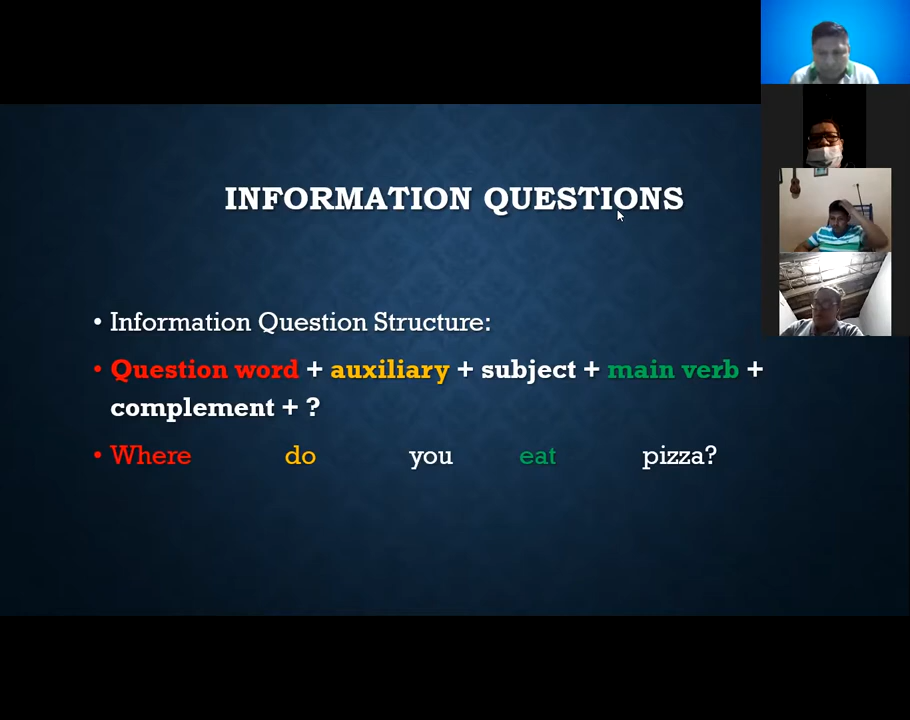 INFORMATION QUESTIONS
• Information Question Structure:
• Question word + auxiliary + subject + main verb +
complement + ?
• Where do you eat pizza?